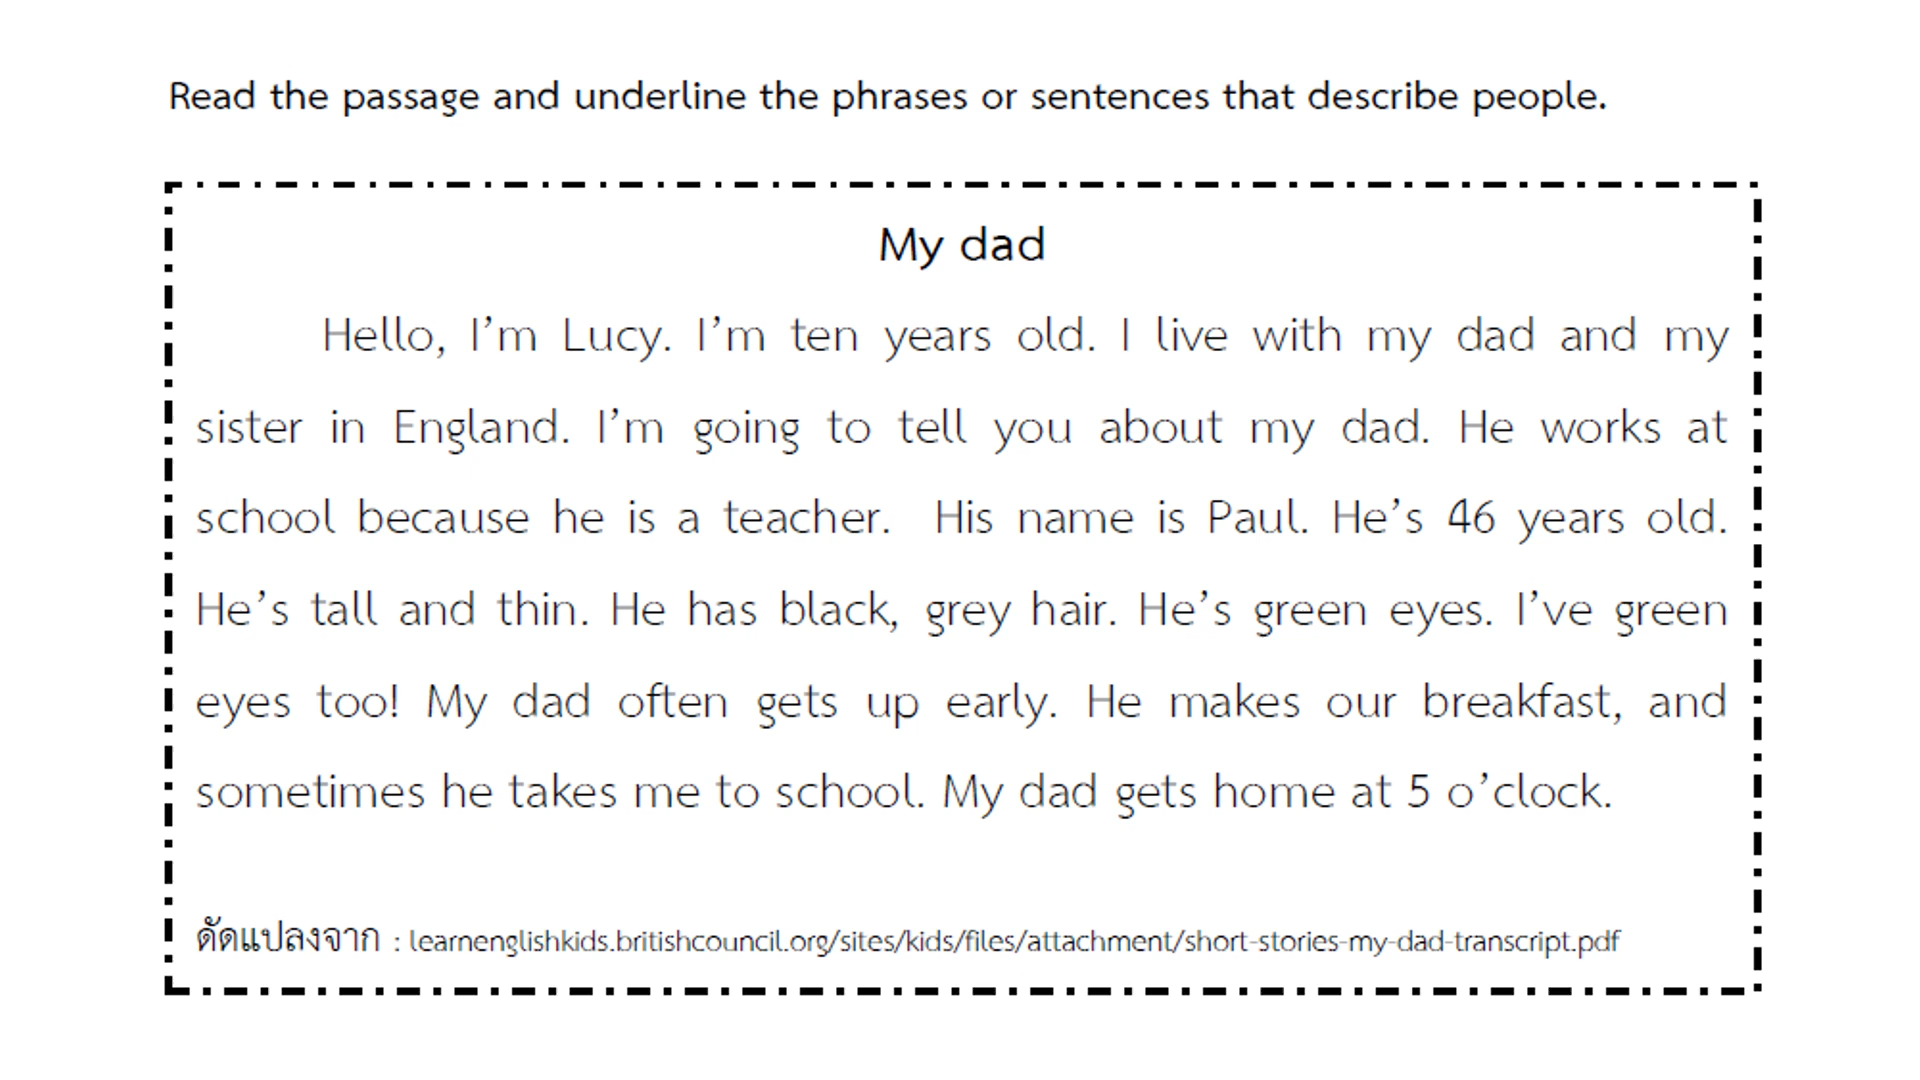 Read the passage and underline the phrases or sentences that describe people.
My dad
Hello, I’m Lucy. I’m ten years old. I live with my dad and my
sister in England. I’m going to tell you about my dad. He works at
school because he is a teacher. His name is Paul. He’s 46 years old.
He’s tall and thin. He has black, grey hair. He’s green eyes. I’ve green
eyes too! My dad often gets up early. He makes our breakfast, and
sometimes he takes me to school. My dad gets home at 5 o’clock.
ดัดแปลงจาก : learnenglishkids.britishcouncil.org/sites/kids/files/attachment/short-stories-my-dad-transcript.pdf